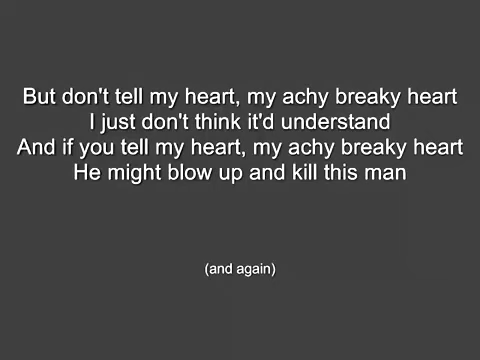 But don't tell my heart, my achy breaky heart
I just don't think it'd understand
And if you tell my heart, my achy breaky heart
He might blow up and kill this man
(and again)